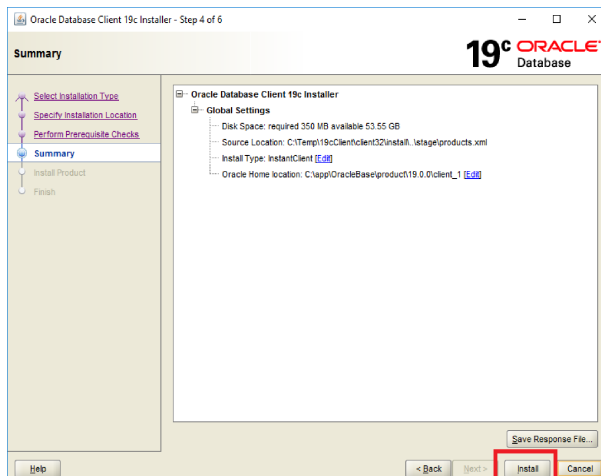 Oracle Database Client 19c Installer - Step 4 of 6
Summary
19c ORACLE
Database
Select Installation Type
Specify Installation Location
Perform Prerequisite Checks
Summary
Install Product
Finish
Oracle Database Client 19c Installer
Global Settings
Disk Space: required 350 MB available 53.55 GB
Source Location: C:\Temp\19cClient\client32\install\..\stage\products.xml
Install Type: InstantClient [Edit]
Oracle Home location: C:\app\OracleBase\product\19.0.0\client_1 [Edit]
Save Response File...
Help
< Back
Next >
Install
Cancel